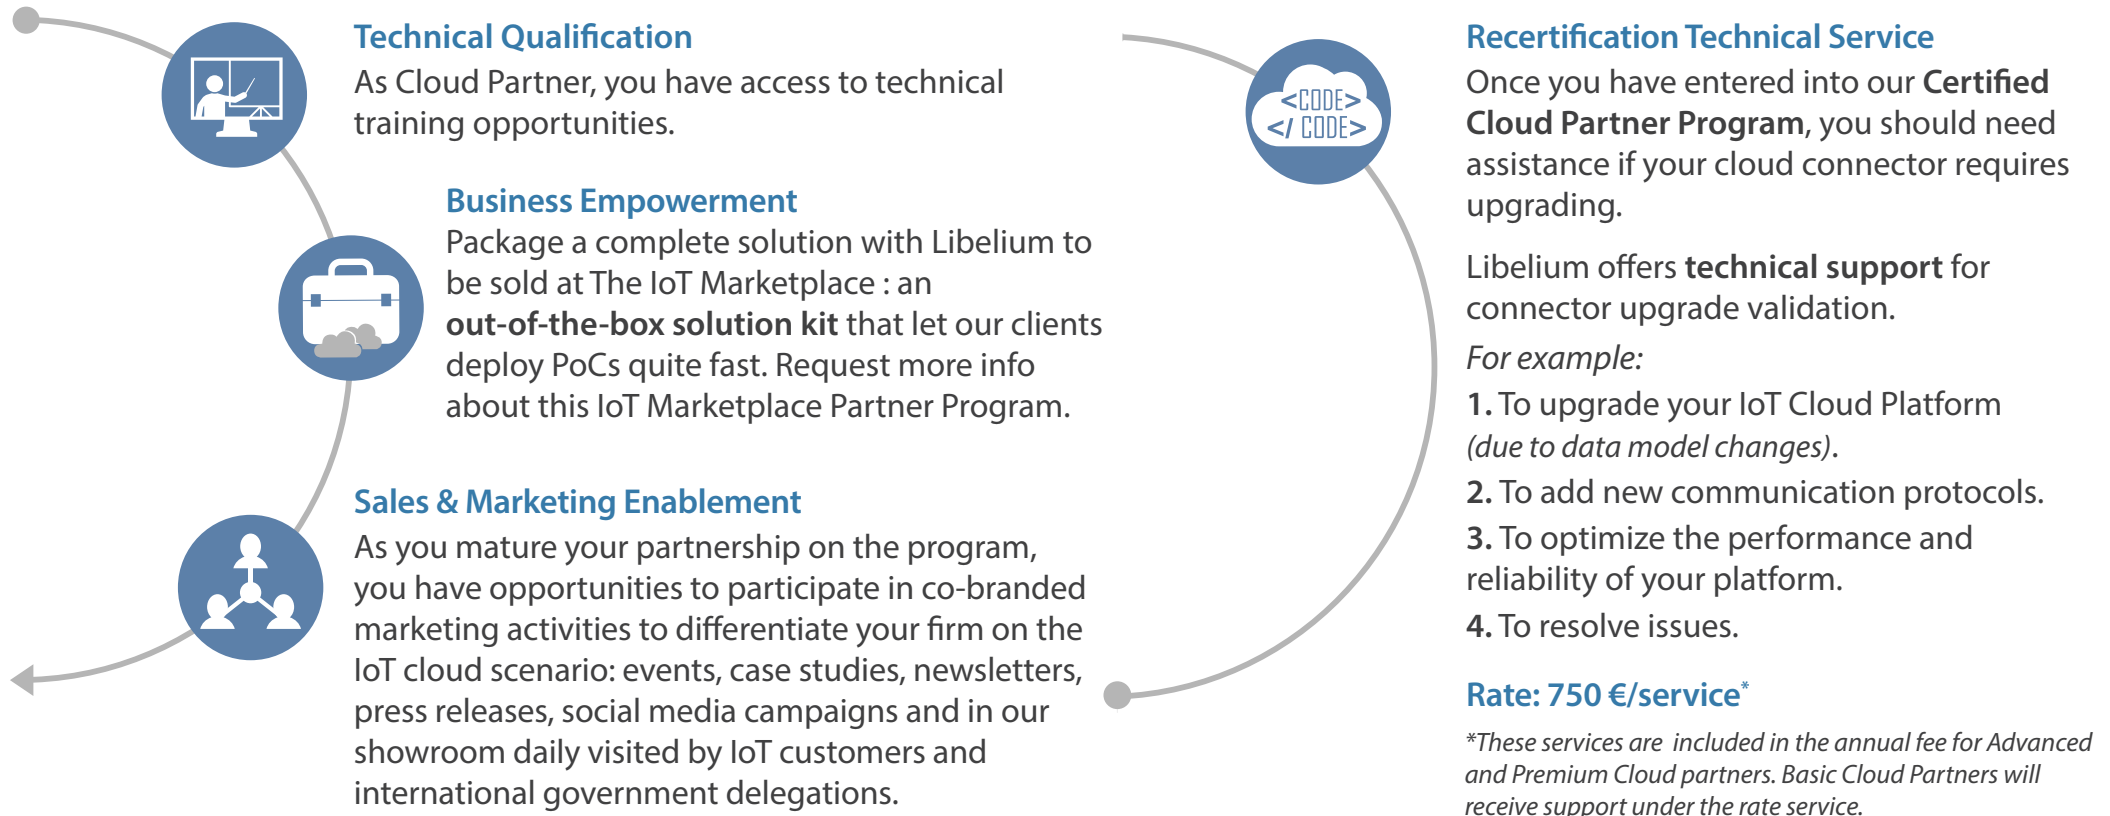 Technical Qualification
As Cloud Partner, you have access to technical
training opportunities.
Business Empowerment
Package a complete solution with Libelium to
be sold at The IoT Marketplace : an
out-of-the-box solution kit that let our clients
deploy PoCs quite fast. Request more info
about this IoT Marketplace Partner Program.
Sales & Marketing Enablement
As you mature your partnership on the program,
you have opportunities to participate in co-branded
marketing activities to differentiate your firm on the
IoT cloud scenario: events, case studies, newsletters,
press releases, social media campaigns and in our
showroom daily visited by IoT customers and
international government delegations.
<CODE>
</ CODE>
Recertification Technical Service
Once you have entered into our Certified
Cloud Partner Program, you should need
assistance if your cloud connector requires
upgrading.
Libelium offers technical support for
connector upgrade validation.
For example:
1. To upgrade your IoT Cloud Platform
(due to data model changes).
2. To add new communication protocols.
3. To optimize the performance and
reliability of your platform.
4. To resolve issues.
Rate: 750 €/service*
*These services are included in the annual fee for Advanced
and Premium Cloud partners. Basic Cloud Partners will
receive support under the rate service.